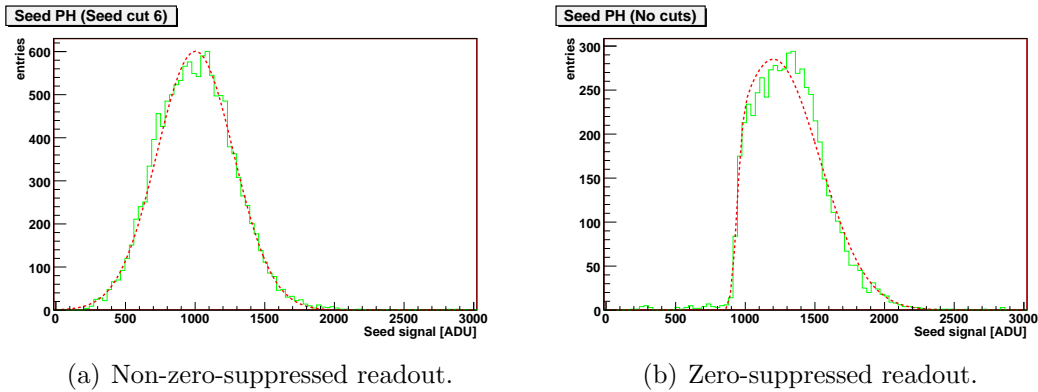 Seed PH (Seed cut 6)
entries
600
500
400
300
200
100
0
0 500 1000 1500 2000 2500 3000
Seed signal [ADU]
(a) Non-zero-suppressed readout.
Seed PH (No cuts)
entries
300
250
200
150
100
50
0
0 500 1000 1500 2000 2500 3000
Seed signal [ADU]
(b) Zero-suppressed readout.